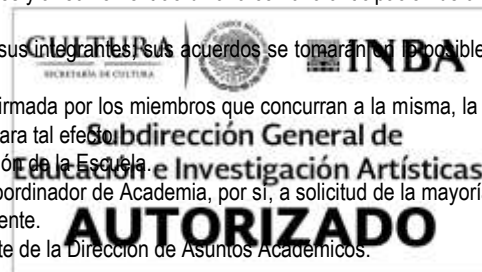 sus integrantes; sus acuerdos se tomarán en lo posible
CULTURA
SECRETARÍA DE CULTURA
INBA
firmada por los miembros que concurran a la misma, la
ara tal efecto.
Subdirección General de
ón de la Escuela.
Educación e Investigación Artísticas
oordinador de Academia, por sí, a solicitud de la mayoría
ente.
AUTORIZADO
te de la Dirección de Asuntos Académicos.